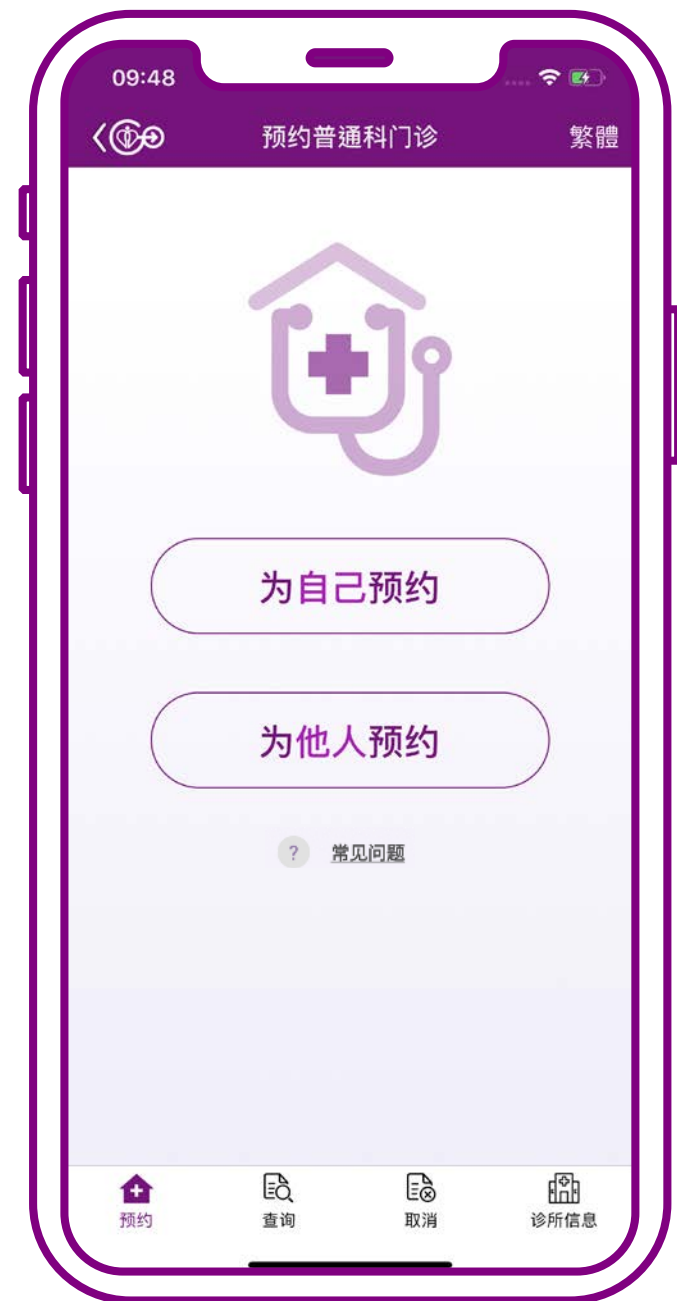 09:48
预约普通科门诊
繁體
为自己预约
为他人预约
? 常见问题
预约 查询 取消 诊所信息